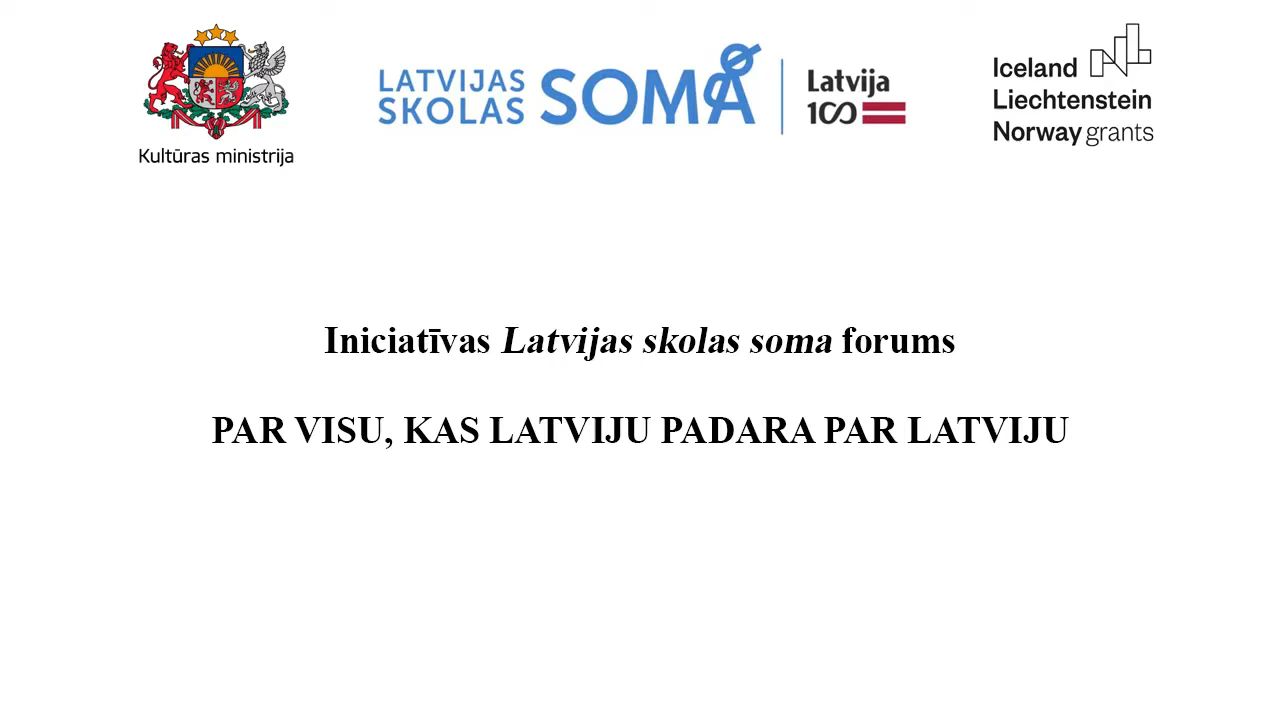 Kultūras ministrija
LATVIJAS
SKOLAS
SOMA
Latvija
100
Iceland
Liechtenstein
Norway grants
Iniciatīvas Latvijas skolas soma forums
PAR VISU, KAS LATVIJU PADARA PAR LATVIJU